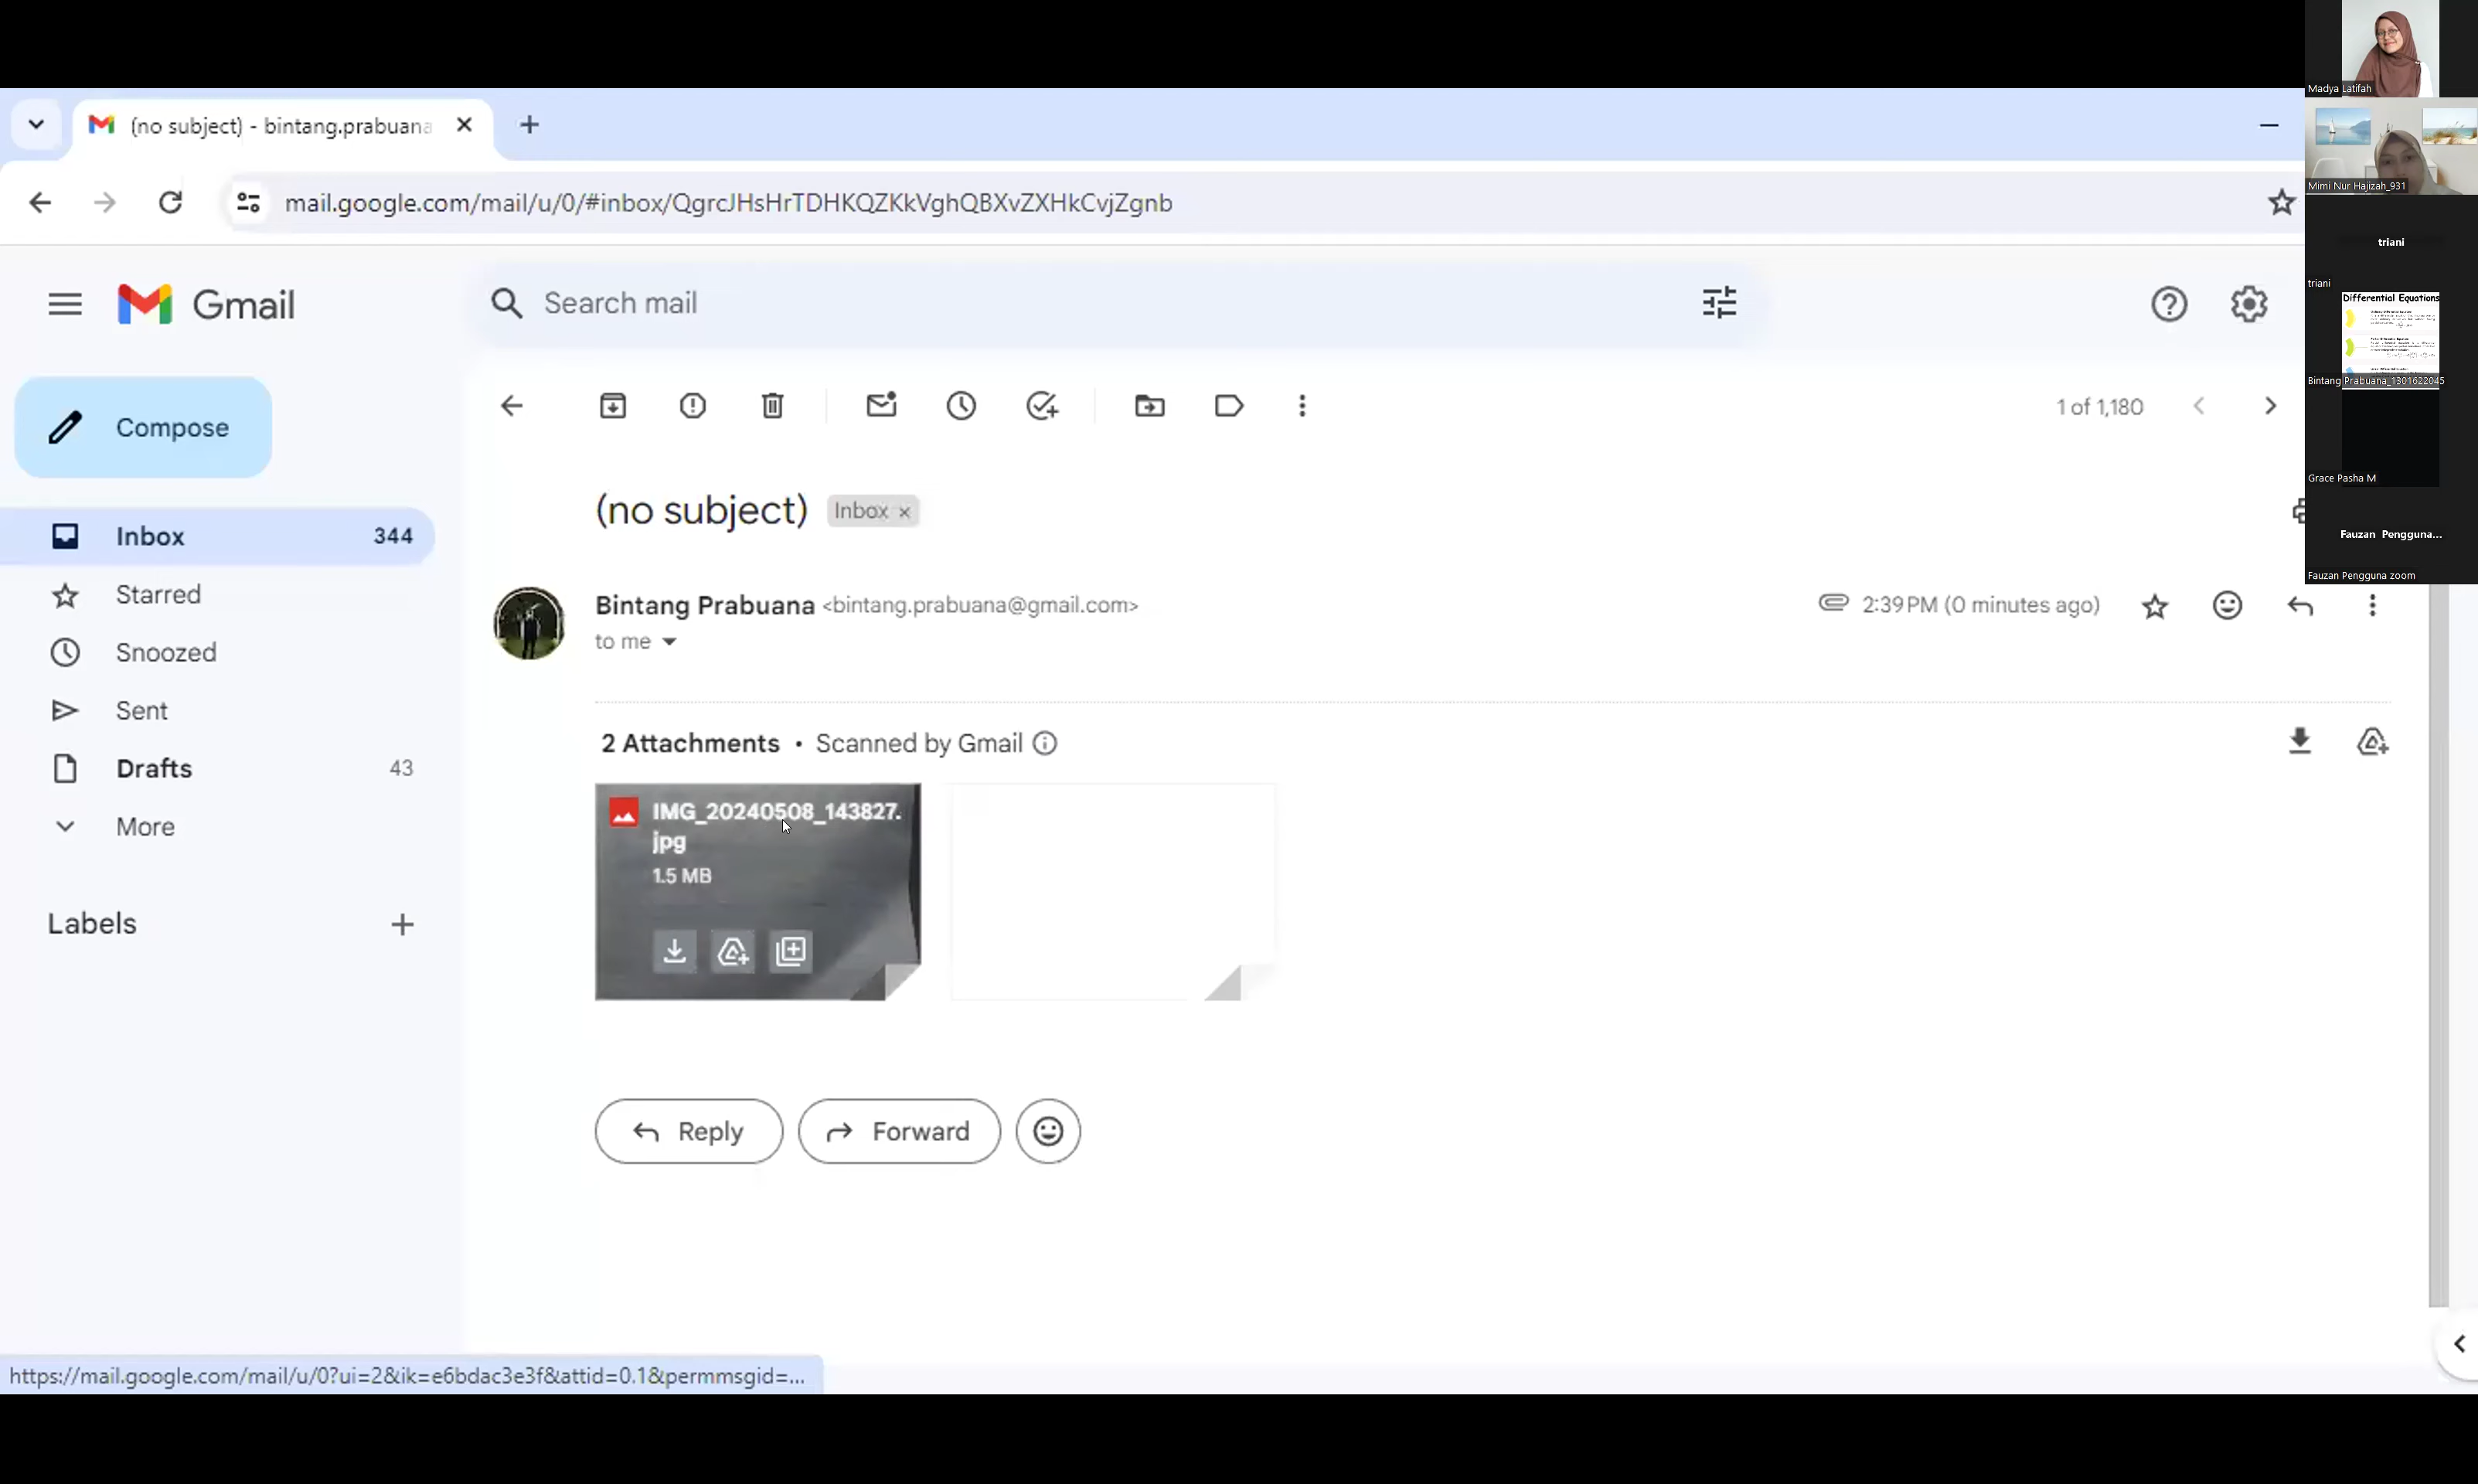 (no subject) - bintang.prabuana
mail.google.com/mail/u/0/#inbox/QgrcJHsHrTDHKQZKkVghQBXvZXHkCvjZgnb
Gmail
Search mail
Compose
1 of 1,180
(no subject)
Inbox ×
Inbox 344
Starred
Snoozed
Sent
Drafts 43
More
Labels
Bintang Prabuana <bintang.prabuana@gmail.com>
2:39 PM (0 minutes ago)
to me
2 Attachments • Scanned by Gmail
IMG_20240508_143827.
jpg
1.5 MB
Reply
Forward
https://mail.google.com/mail/u/0?ui=2&ik=e6bdac3e3f&attid=0.1&permmsgid=...
Madya Latifah
Mimi Nur Hajizah_931
triani
triani
Differential Equations
Bintang Prabuana_1301622045
Grace Pasha M
Fauzan Pengguna...
Fauzan Pengguna zoom